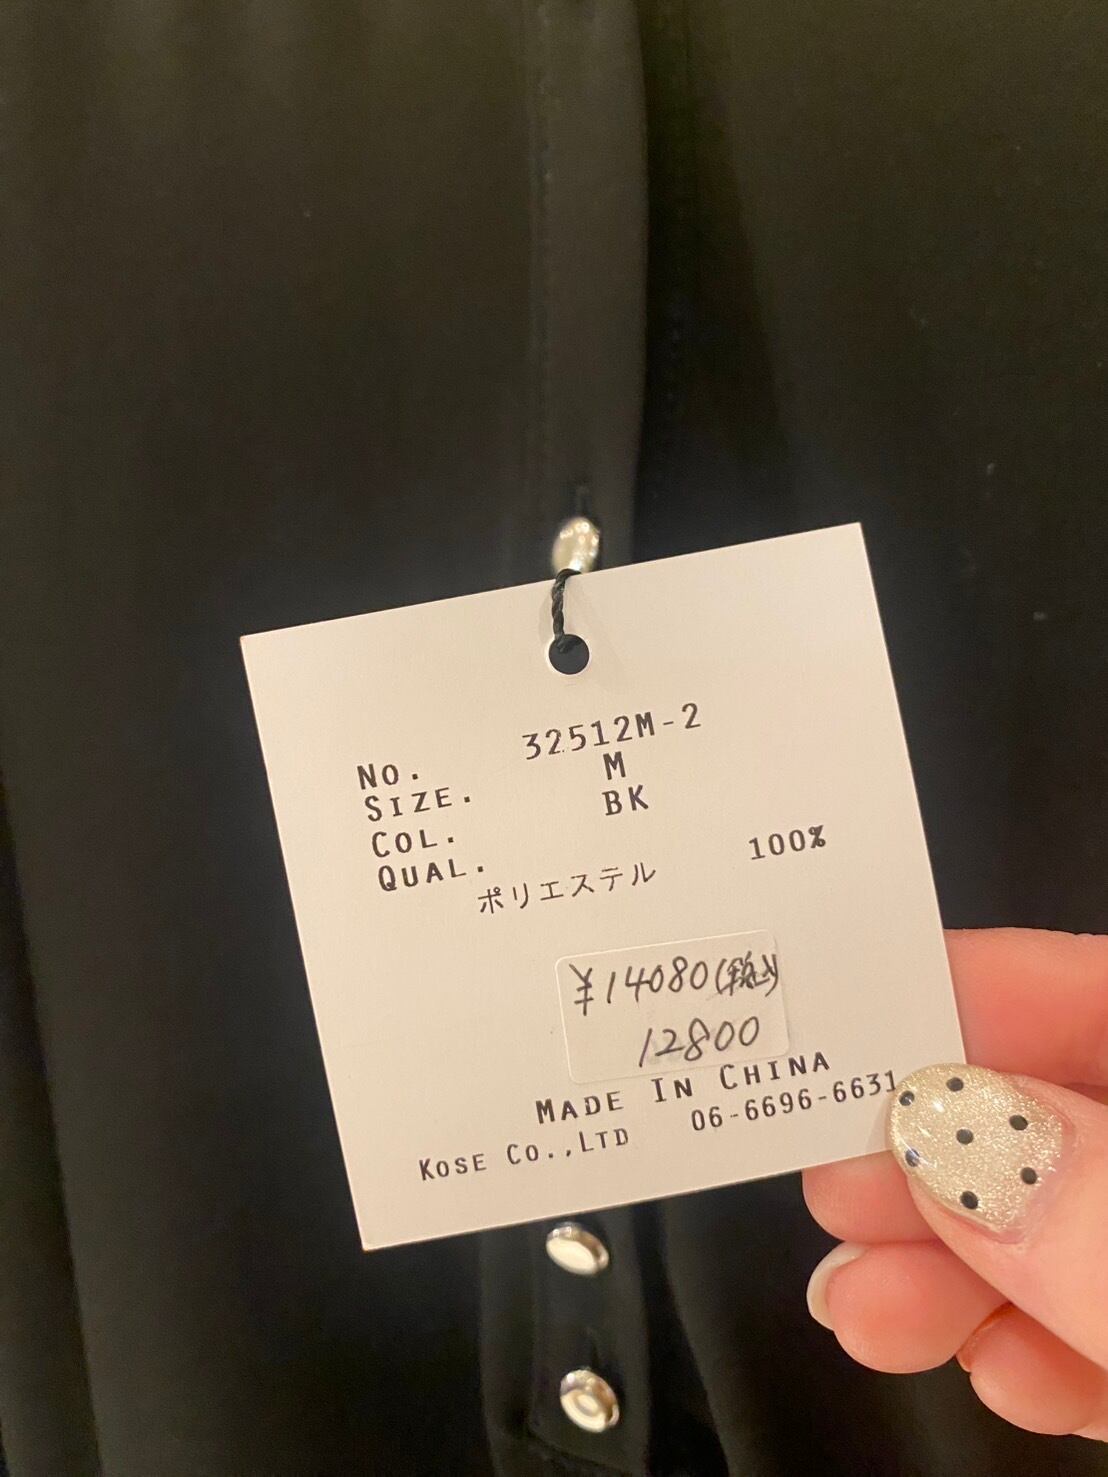 NO. 32512M-2
SIZE. M
COL. BK
QUAL.
ポリエステル 100%
¥14080(税込)
12800
MADE IN CHINA
KOSE CO.,LTD 06-6696-6631